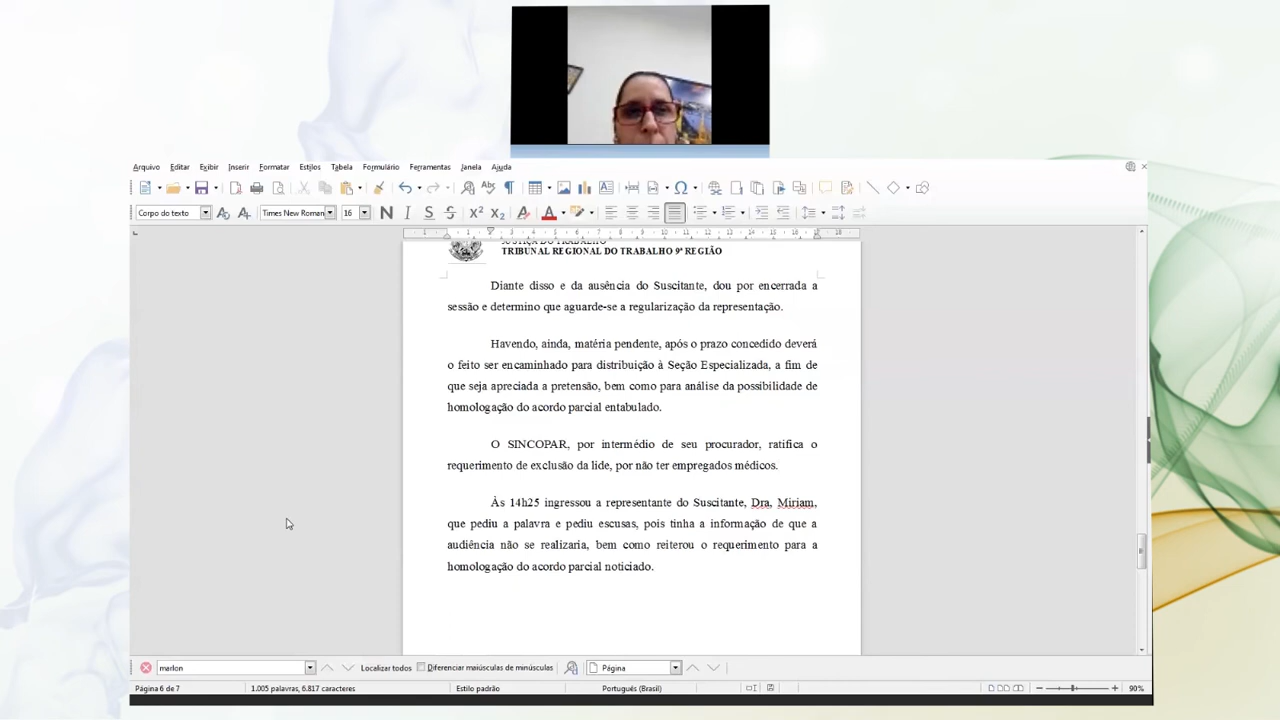 Arquivo Editar Exibir Inserir Formatar Estilos Tabela Formulário Ferramentas Janela Ajuda
Corpo do texto Times New Roman 16 N I S S X² X₂
JUSTIÇA DO TRABALHO
TRIBUNAL REGIONAL DO TRABALHO 9ª REGIÃO
Diante disso e da ausência do Suscitante, dou por encerrada a
sessão e determino que aguarde-se a regularização da representação.
Havendo, ainda, matéria pendente, após o prazo concedido deverá
o feito ser encaminhado para distribuição à Seção Especializada, a fim de
que seja apreciada a pretensão, bem como para análise da possibilidade de
homologação do acordo parcial entabulado.
O SINCOPAR, por intermédio de seu procurador, ratifica o
requerimento de exclusão da lide, por não ter empregados médicos.
Às 14h25 ingressou a representante do Suscitante, Dra, Miriam,
que pediu a palavra e pediu escusas, pois tinha a informação de que a
audiência não se realizaria, bem como reiterou o requerimento para a
homologação do acordo parcial noticiado.
marlon Localizar todos Diferenciar maiúsculas de minúsculas Página
Página 6 de 7 1.005 palavras, 6.817 caracteres Estilo padrão Português (Brasil) 90%